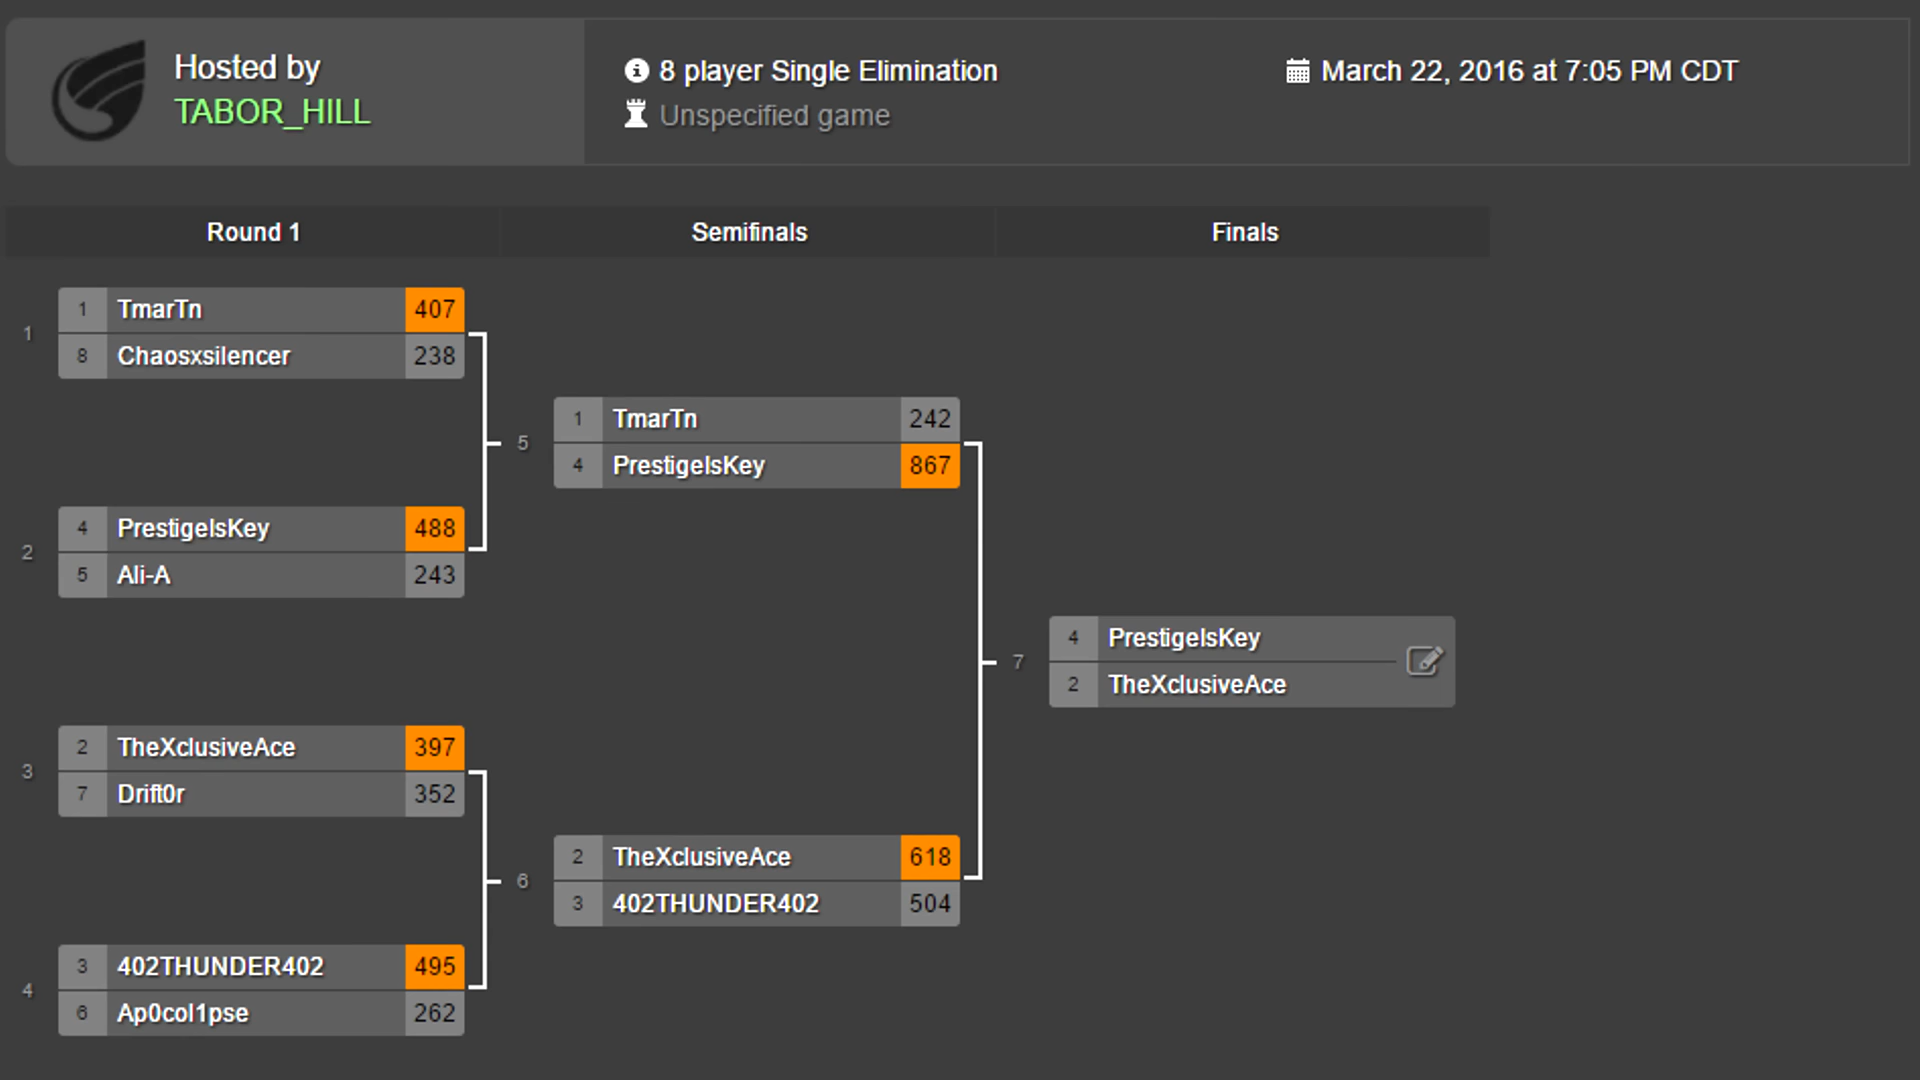 Hosted by
TABOR_HILL
8 player Single Elimination
Unspecified game
March 22, 2016 at 7:05 PM CDT
Round 1
Semifinals
Finals
1
1 TmarTn 407
8 Chaosxsilencer 238
2
4 PrestigeIsKey 488
5 Ali-A 243
3
2 TheXclusiveAce 397
7 Drift0r 352
4
3 402THUNDER402 495
6 Ap0col1pse 262
5
1 TmarTn 242
4 PrestigeIsKey 867
6
2 TheXclusiveAce 618
3 402THUNDER402 504
7
4 PrestigeIsKey
2 TheXclusiveAce